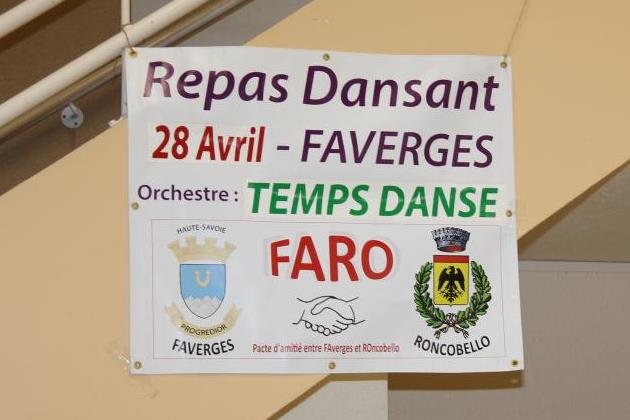 Repas Dansant
28 Avril - FAVERGES
Orchestre : TEMPS DANSE
HAUTE-SAVOIE
PROGREDIOR
FAVERGES
FARO
Pacte d'amitié entre FAverges et ROncobello
RONCOBELLO